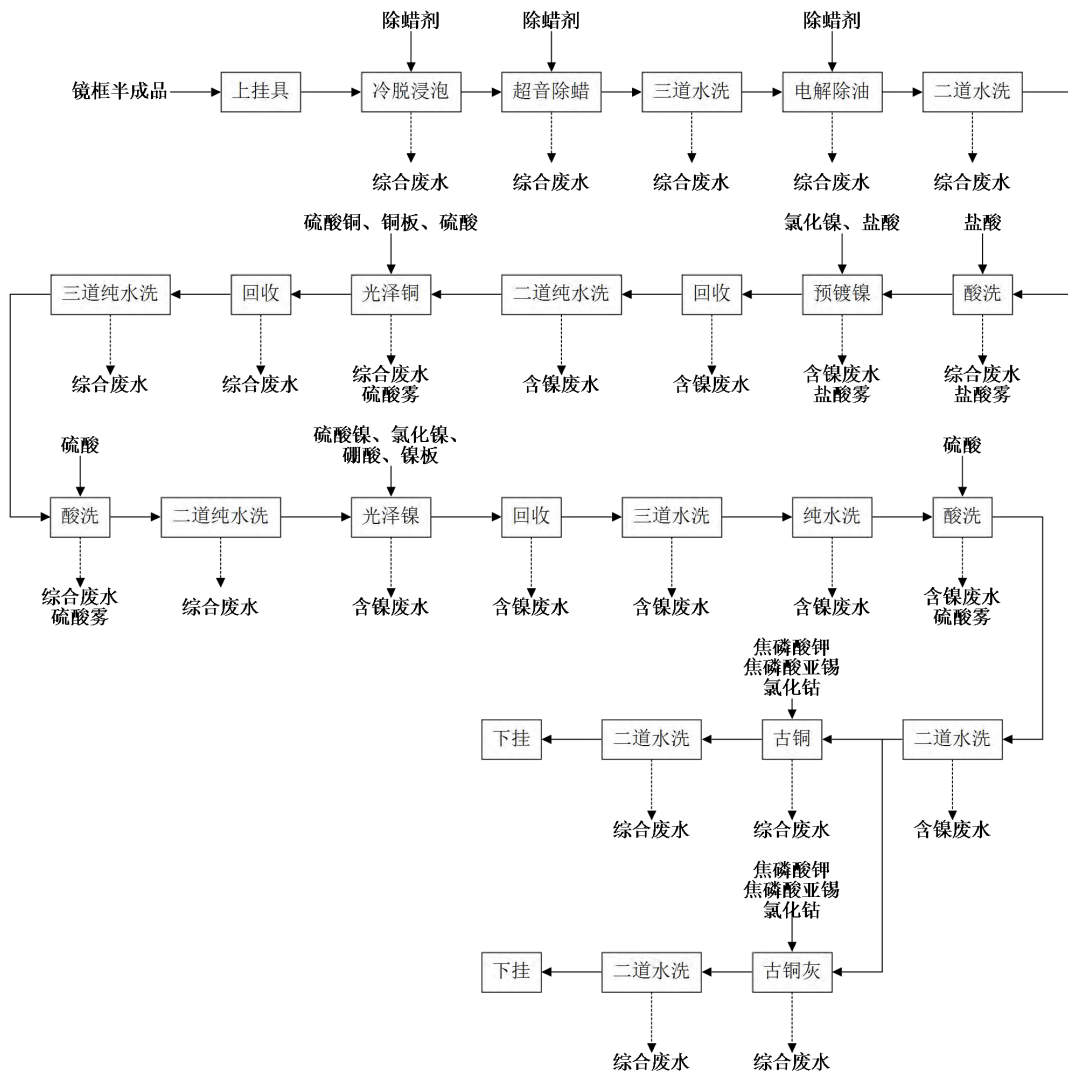 除蜡剂
除蜡剂
除蜡剂
镜框半成品
上挂具
冷脱浸泡
超音除蜡
三道水洗
电解除油
二道水洗
综合废水
综合废水
综合废水
综合废水
综合废水
硫酸铜、铜板、硫酸
氯化镍、盐酸
盐酸
三道纯水洗
回收
光泽铜
二道纯水洗
回收
预镀镍
酸洗
综合废水
综合废水
综合废水
硫酸雾
含镍废水
含镍废水
含镍废水
盐酸雾
综合废水
盐酸雾
硫酸
硫酸镍、氯化镍、
硼酸、镍板
硫酸
酸洗
二道纯水洗
光泽镍
回收
三道水洗
纯水洗
酸洗
综合废水
硫酸雾
综合废水
含镍废水
含镍废水
含镍废水
含镍废水
含镍废水
硫酸雾
焦磷酸钾
焦磷酸亚锡
氯化钴
下挂
二道水洗
古铜
二道水洗
综合废水
综合废水
含镍废水
焦磷酸钾
焦磷酸亚锡
氯化钴
下挂
二道水洗
古铜灰
综合废水
综合废水